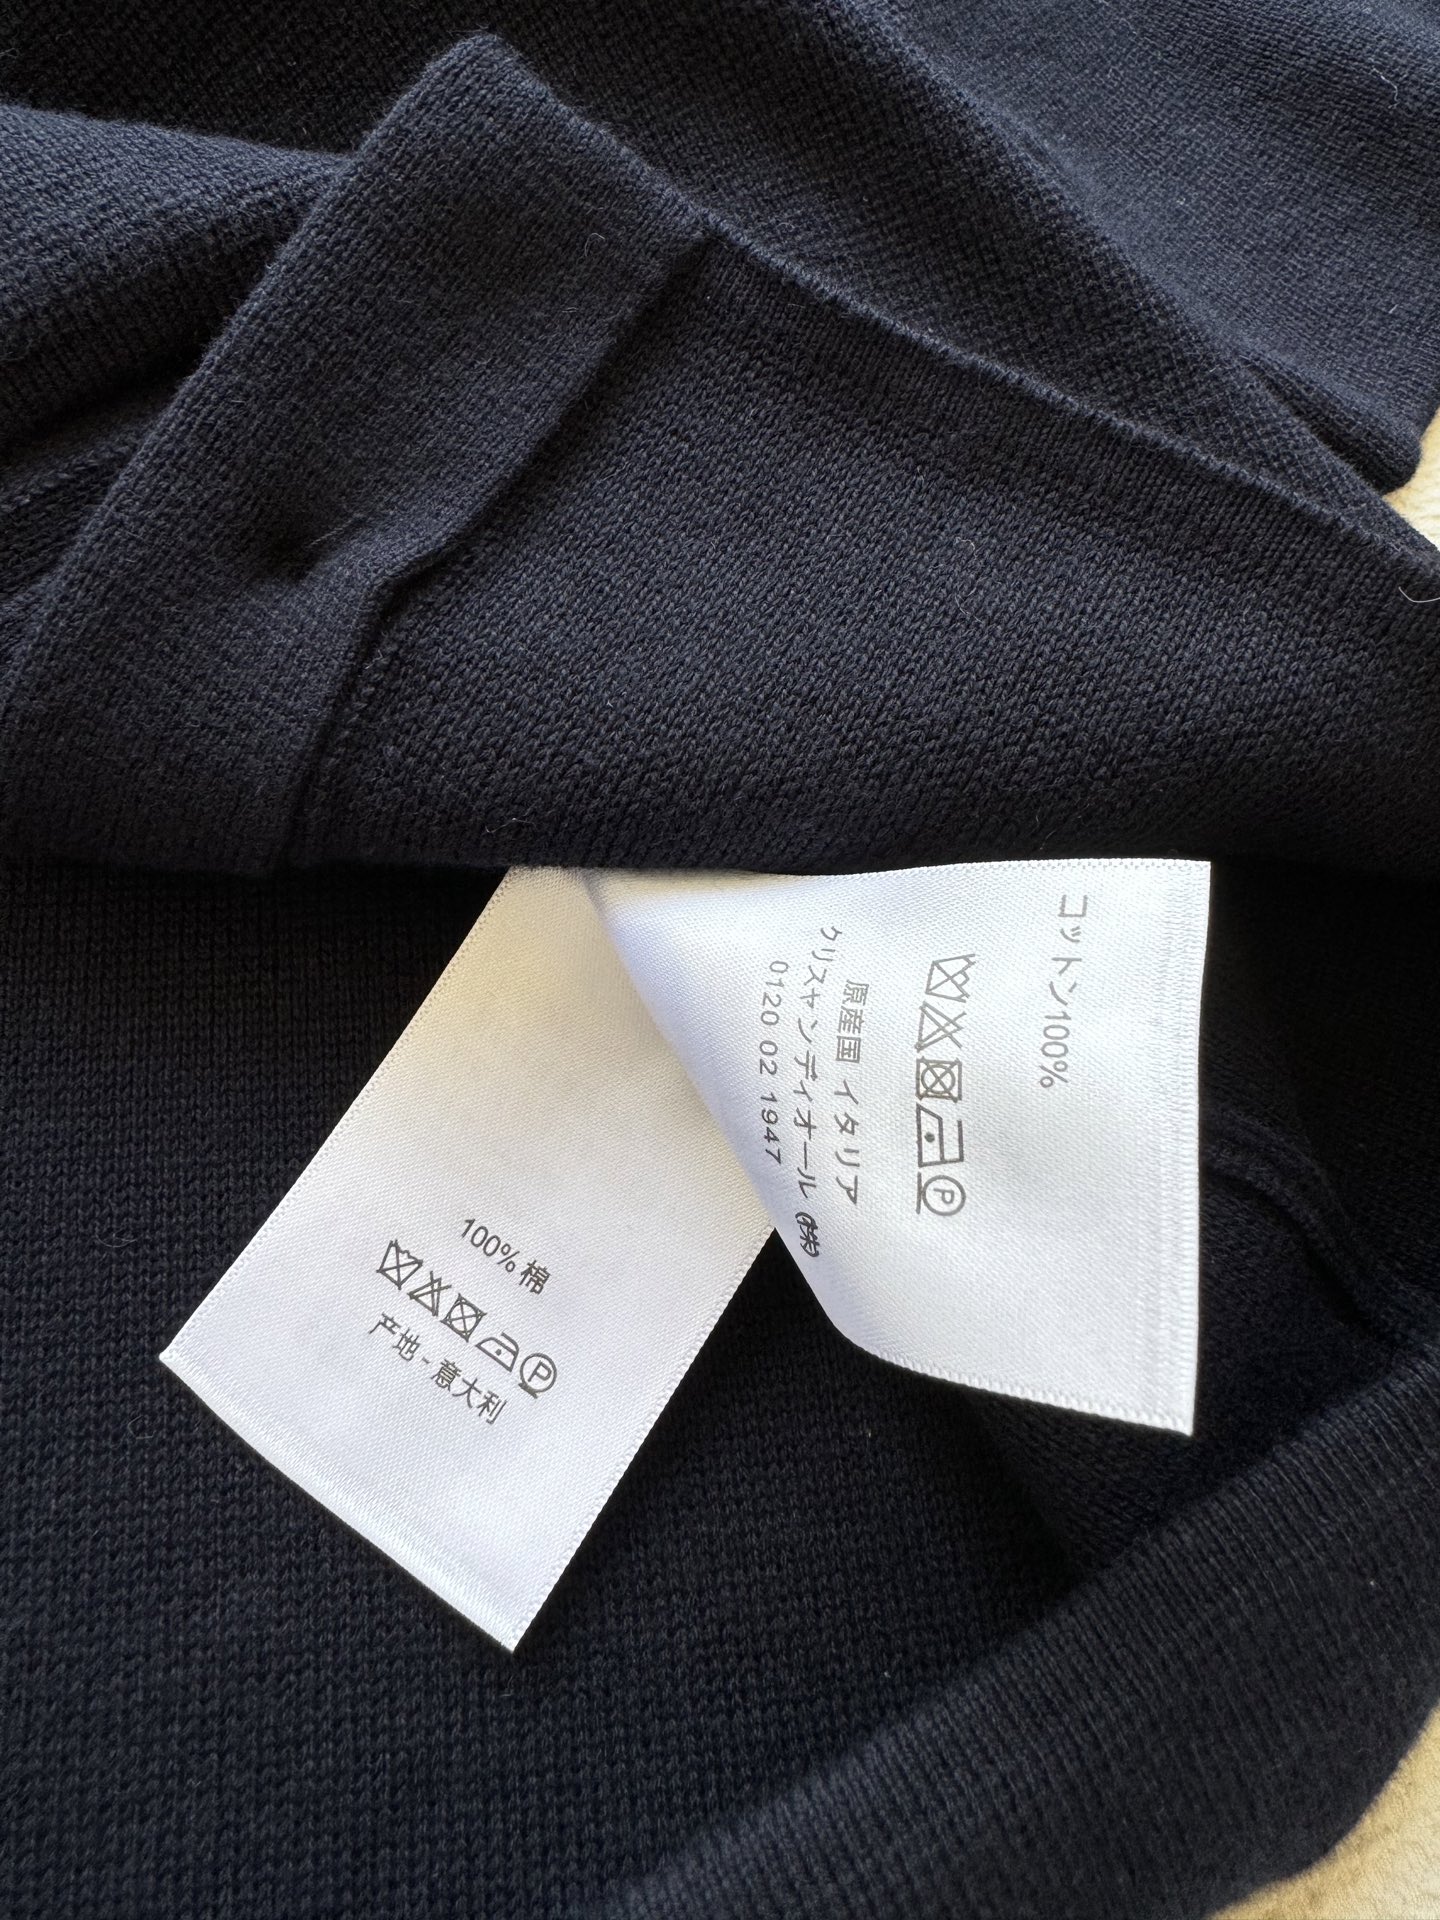 コットン100%
原産国 イタリア
クリスチャンディオール㈱
0120 02 1947
100% 棉
产地 - 意大利